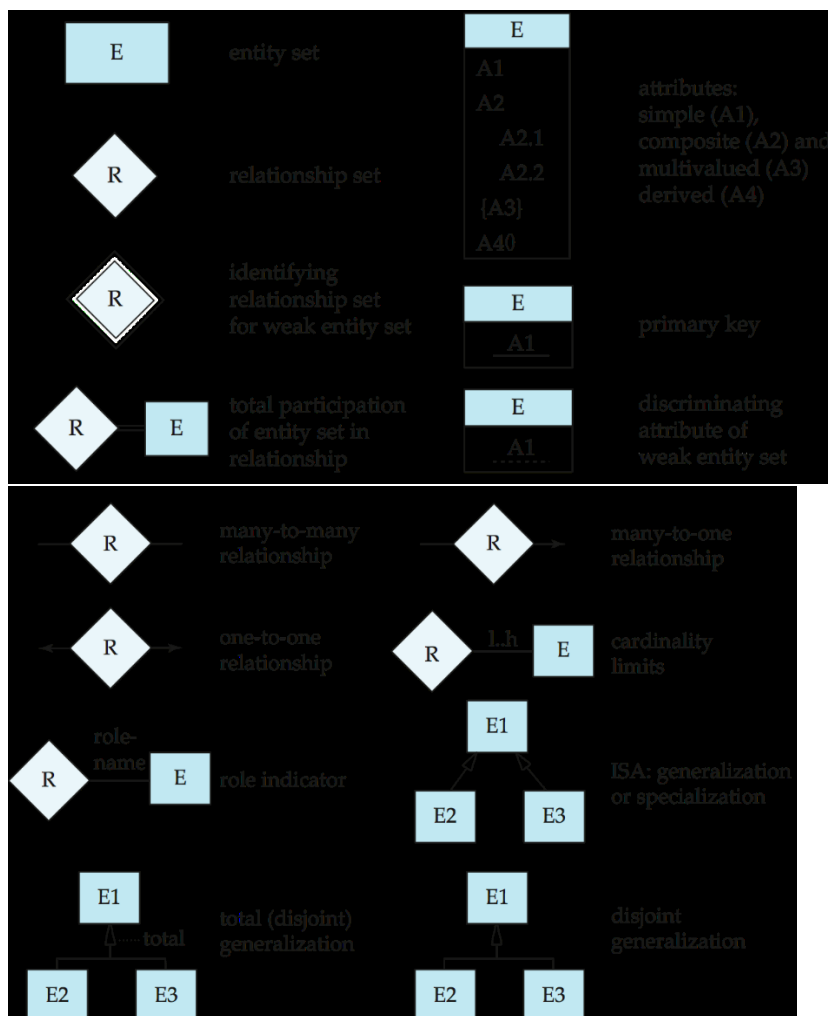 E
entity set
R
relationship set
R
identifying
relationship set
for weak entity set
R
E
total participation
of entity set in
relationship
E
A1
A2
A2.1
A2.2
{A3}
A40
attributes:
simple (A1),
composite (A2) and
multivalued (A3)
derived (A4)
E
A1
primary key
E
A1
discriminating
attribute of
weak entity set
R
many-to-many
relationship
R
many-to-one
relationship
R
one-to-one
relationship
R
l..h
E
cardinality
limits
R
role-
name
E
role indicator
E1
E2
E3
ISA: generalization
or specialization
E1
total
E2
E3
total (disjoint)
generalization
E1
E2
E3
disjoint
generalization